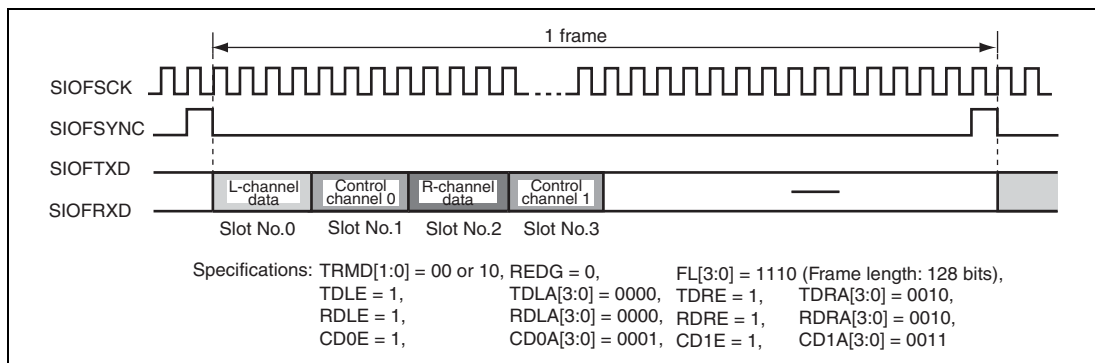 1 frame
SIOFSCK
SIOFSYNC
SIOFTXD
SIOFRXD
L-channel data
Control channel 0
R-channel data
Control channel 1
Slot No.0 Slot No.1 Slot No.2 Slot No.3
Specifications: TRMD[1:0] = 00 or 10, REDG = 0, FL[3:0] = 1110 (Frame length: 128 bits),
TDLE = 1, TDLA[3:0] = 0000, TDRE = 1, TDRA[3:0] = 0010,
RDLE = 1, RDLA[3:0] = 0000, RDRE = 1, RDRA[3:0] = 0010,
CD0E = 1, CD0A[3:0] = 0001, CD1E = 1, CD1A[3:0] = 0011